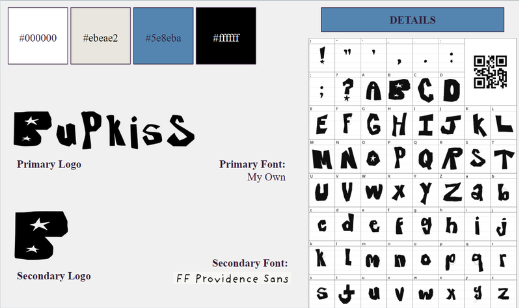 #000000 #ebeae2 #5e8eba #ffffff
BuPkisS
Primary Logo
Primary Font:
My Own
B
Secondary Logo
Secondary Font:
FF Providence Sans
DETAILS
! " ' , . :
; ? A B C D
E F G H I J K L
M N O P Q R S T
U V W X Y Z a b
c d e f g h i j
k l m n o p q r
s t u v w x y z